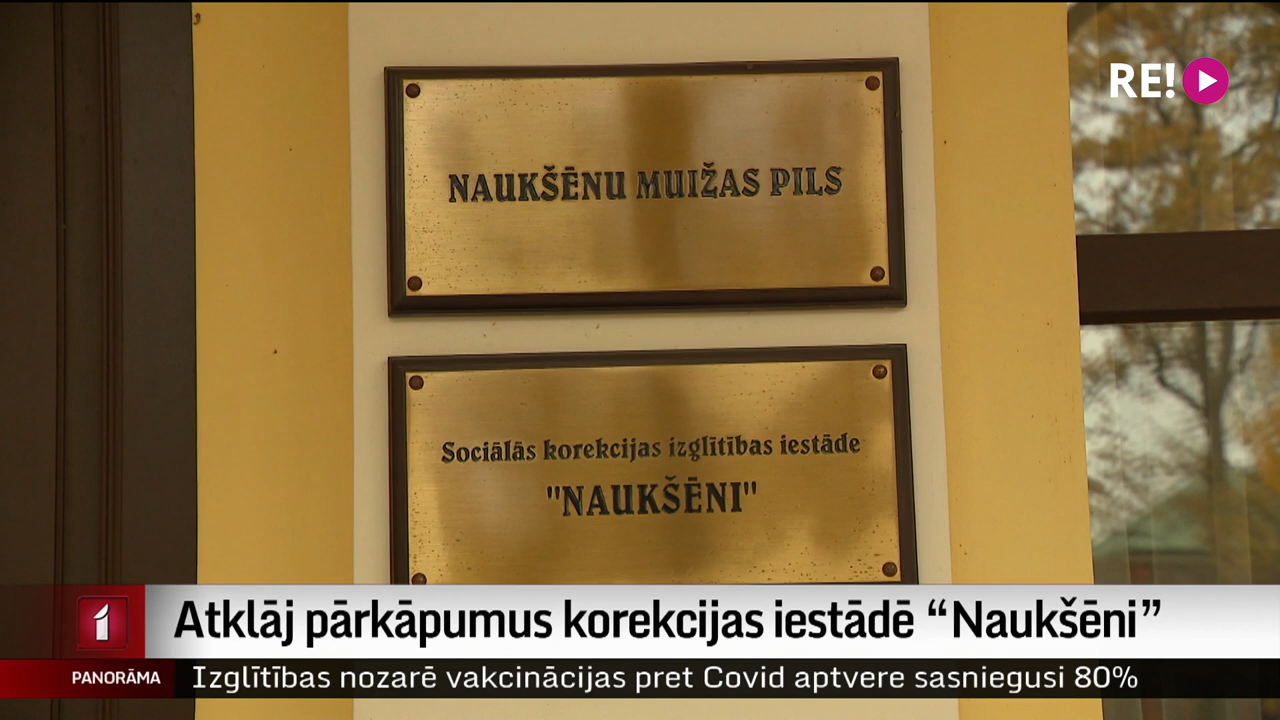 RE!
NAUKŠĒNU MUIŽAS PILS
Sociālās korekcijas izglītības iestāde
"NAUKŠĒNI"
1
Atklāj pārkāpumus korekcijas iestādē “Naukšēni”
PANORĀMA
Izglītības nozarē vakcinācijas pret Covid aptvere sasniegusi 80%